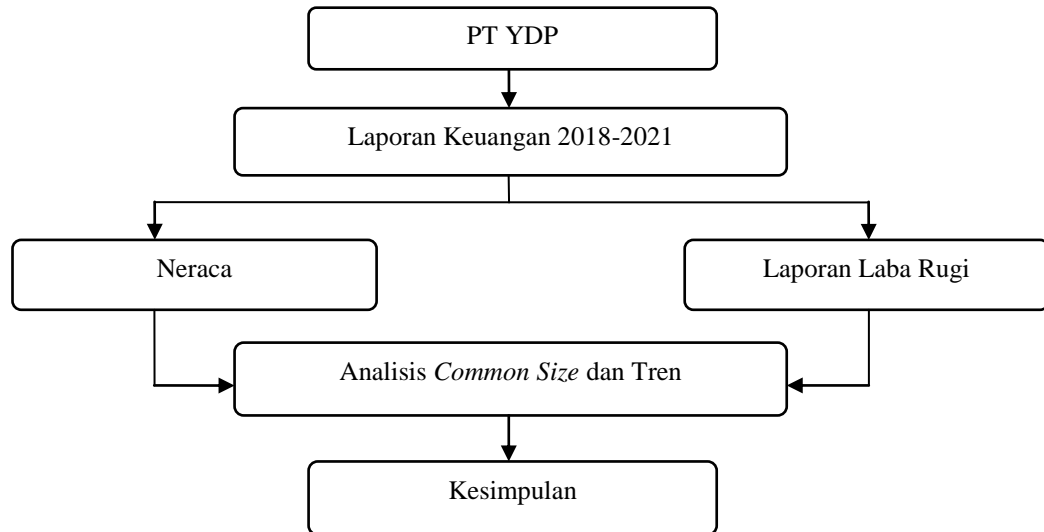 PT YDP
Laporan Keuangan 2018-2021
Neraca
Laporan Laba Rugi
Analisis Common Size dan Tren
Kesimpulan